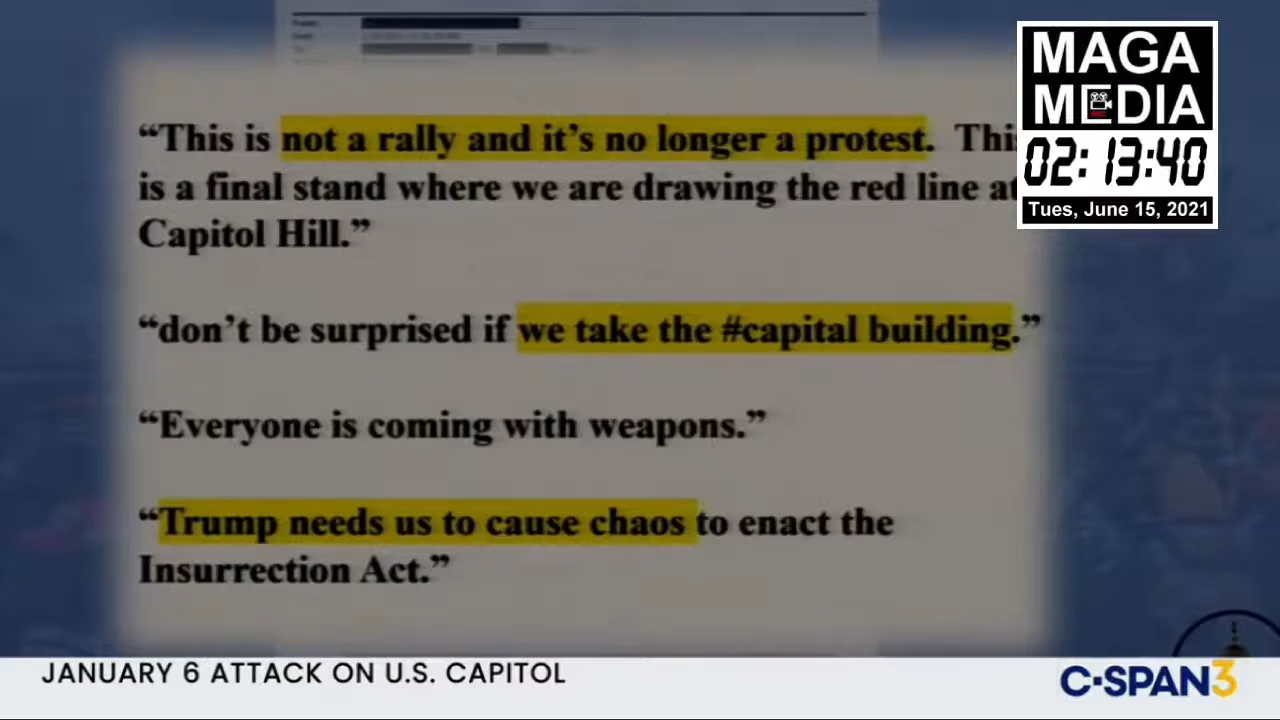 MAGA
MEDIA
02:13:40
Tues, June 15, 2021
“This is not a rally and it’s no longer a protest. This
is a final stand where we are drawing the red line at
Capitol Hill.”
“don’t be surprised if we take the #capital building.”
“Everyone is coming with weapons.”
“Trump needs us to cause chaos to enact the
Insurrection Act.”
JANUARY 6 ATTACK ON U.S. CAPITOL
C-SPAN3